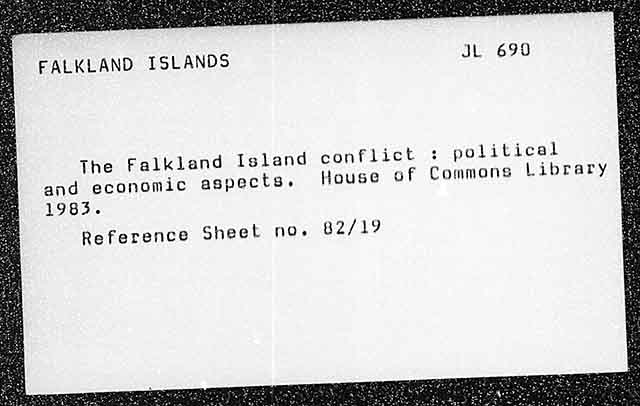 FALKLAND ISLANDS
JL 690
The Falkland Island conflict : political
and economic aspects. House of Commons Library
1983.
Reference Sheet no. 82/19